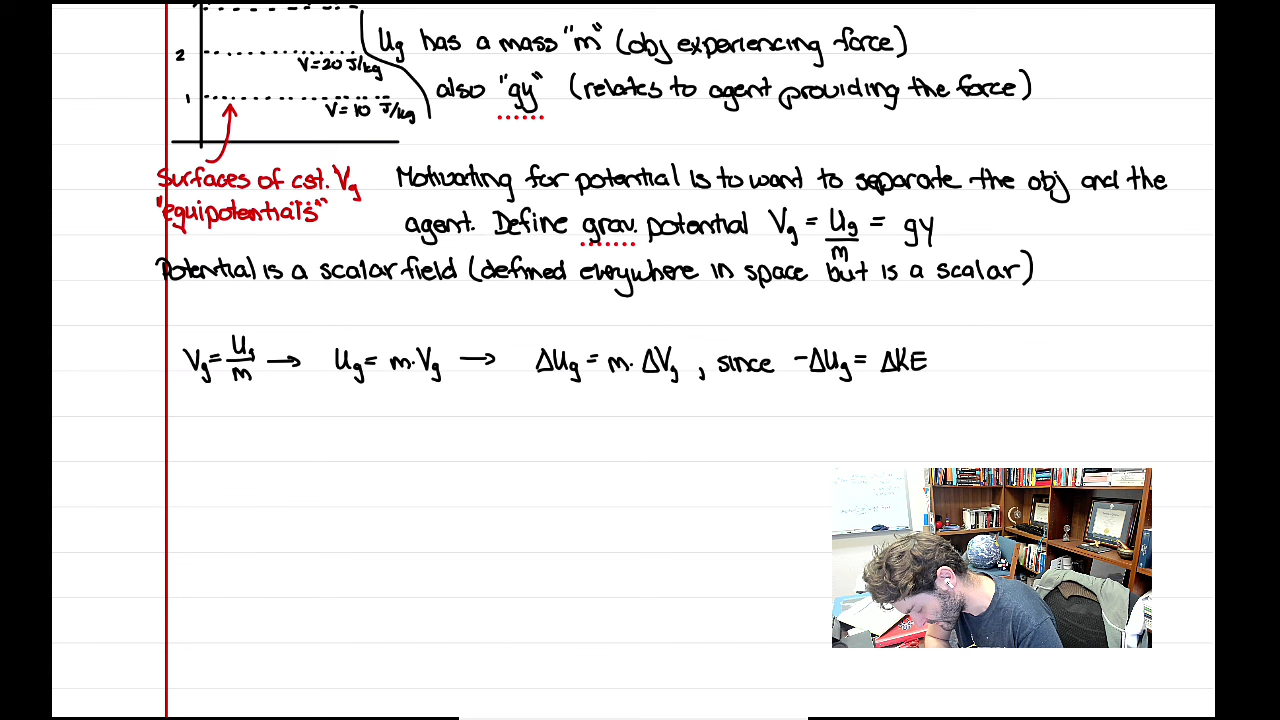 2
V=20 J/kg
1
V=10 J/kg
Ug has a mass "m" (obj experiencing force)
also "gy" (relates to agent providing the force)
Surfaces of cst. Vg
"equipotentials"
Motivating for potential is to want to separate the obj and the
agent. Define grav. potential Vg = Ug/m = gy
Potential is a scalar field (defined everywhere in space but is a scalar)
Vg = Ug/m → Ug = m·Vg → ΔUg = m·ΔVg , since -ΔUg = ΔKE